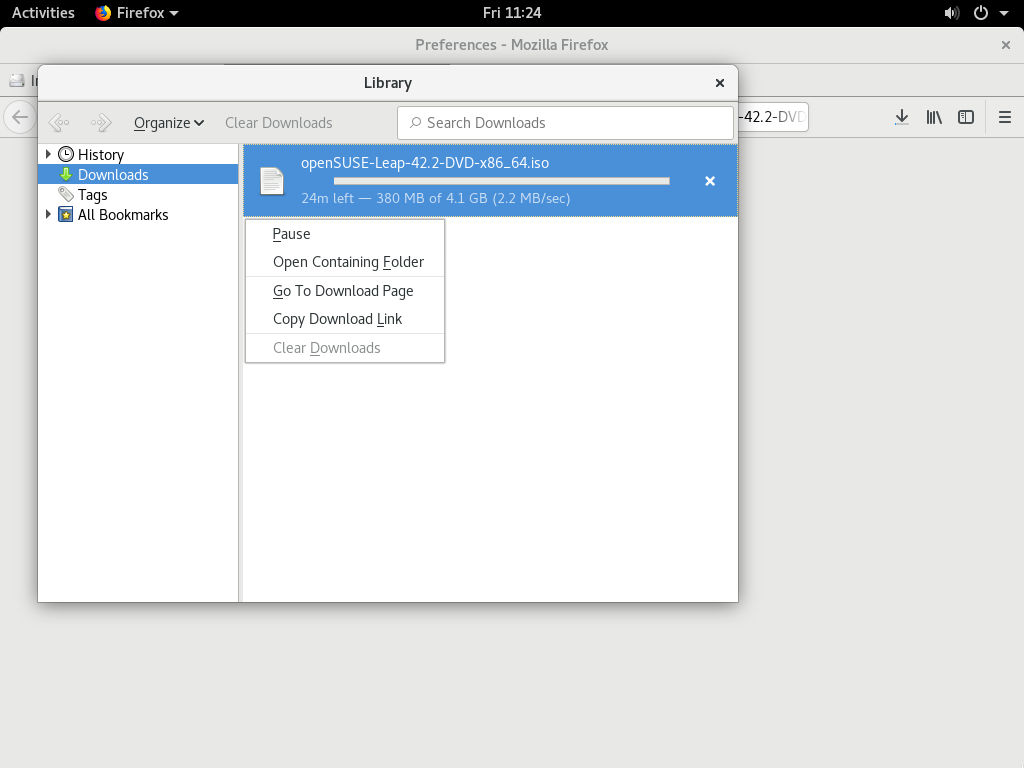 Activities Firefox Fri 11:24
Preferences - Mozilla Firefox
Library
Organize Clear Downloads Search Downloads
-42.2-DVD
History
Downloads
Tags
All Bookmarks
openSUSE-Leap-42.2-DVD-x86_64.iso
24m left — 380 MB of 4.1 GB (2.2 MB/sec)
Pause
Open Containing Folder
Go To Download Page
Copy Download Link
Clear Downloads